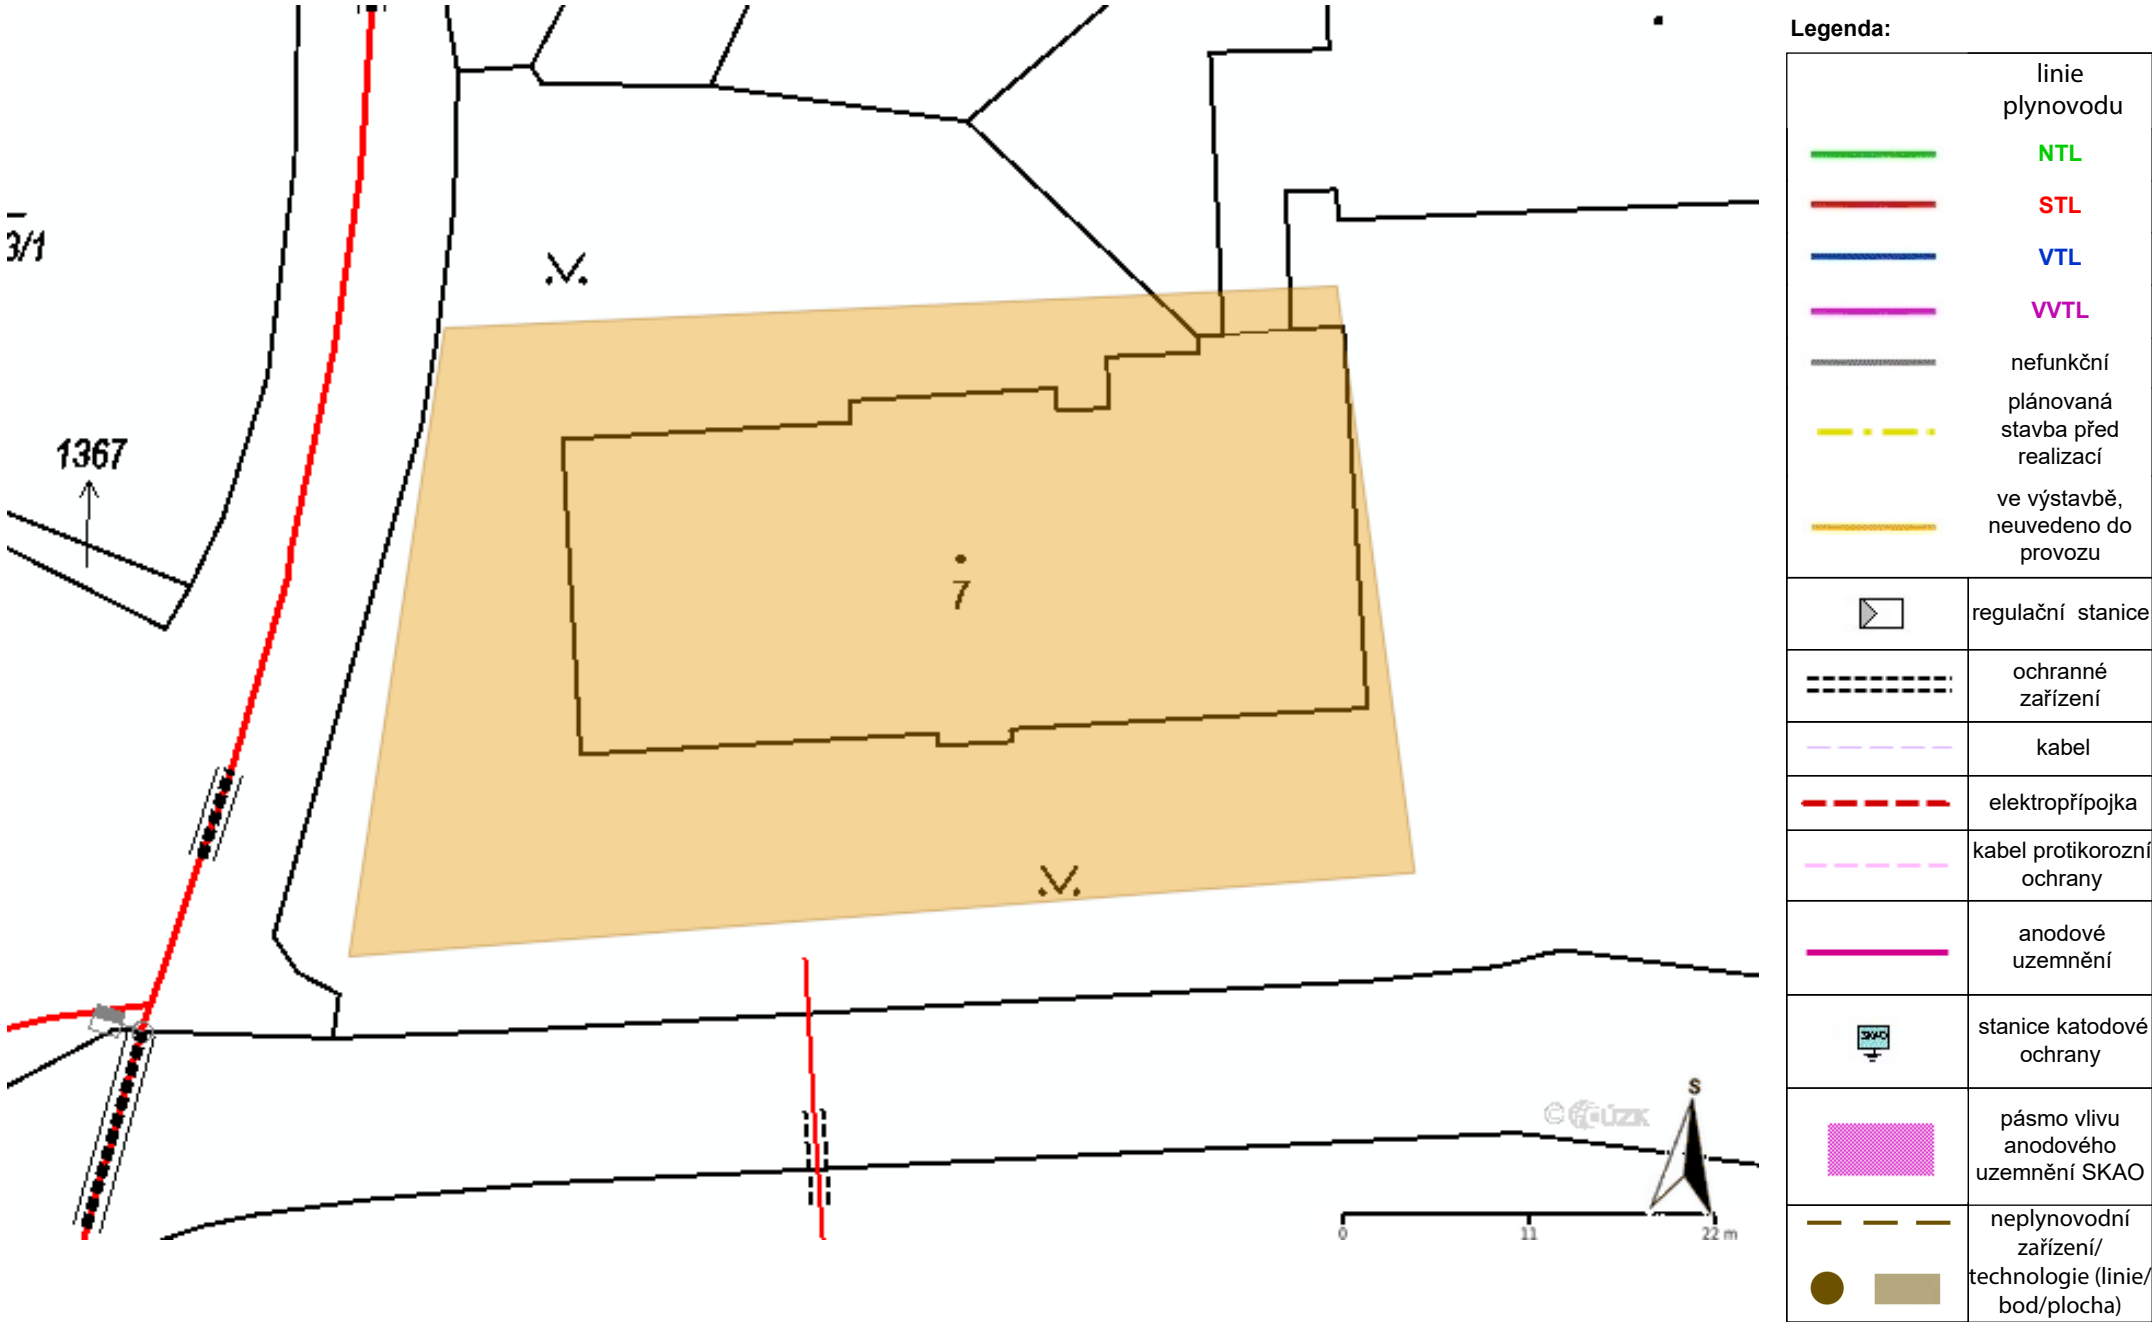 3/1
1367
7
© ČÚZK
S
0 11 22 m
Legenda:
linie
plynovodu
NTL
STL
VTL
VVTL
nefunkční
plánovaná
stavba před
realizací
ve výstavbě,
neuvedeno do
provozu
regulační stanice
ochranné
zařízení
kabel
elektropřípojka
kabel protikorozní
ochrany
anodové
uzemnění
SKAO
stanice katodové
ochrany
pásmo vlivu
anodového
uzemnění SKAO
neplynovodní
zařízení/
technologie (linie/
bod/plocha)